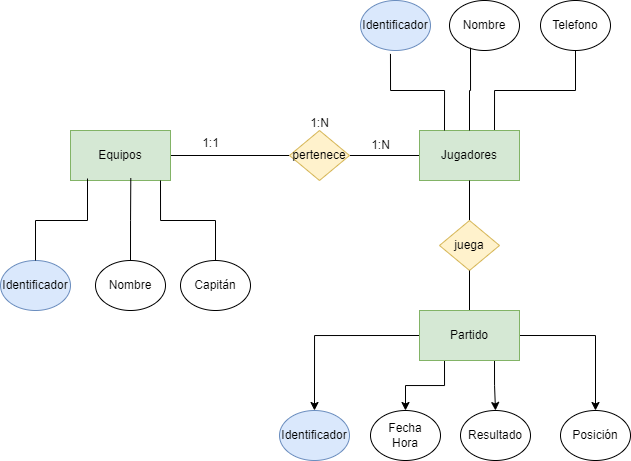 Identificador
Nombre
Telefono
1:N
1:1
1:N
Equipos
pertenece
Jugadores
juega
Identificador
Nombre
Capitán
Partido
Identificador
Fecha
Hora
Resultado
Posición